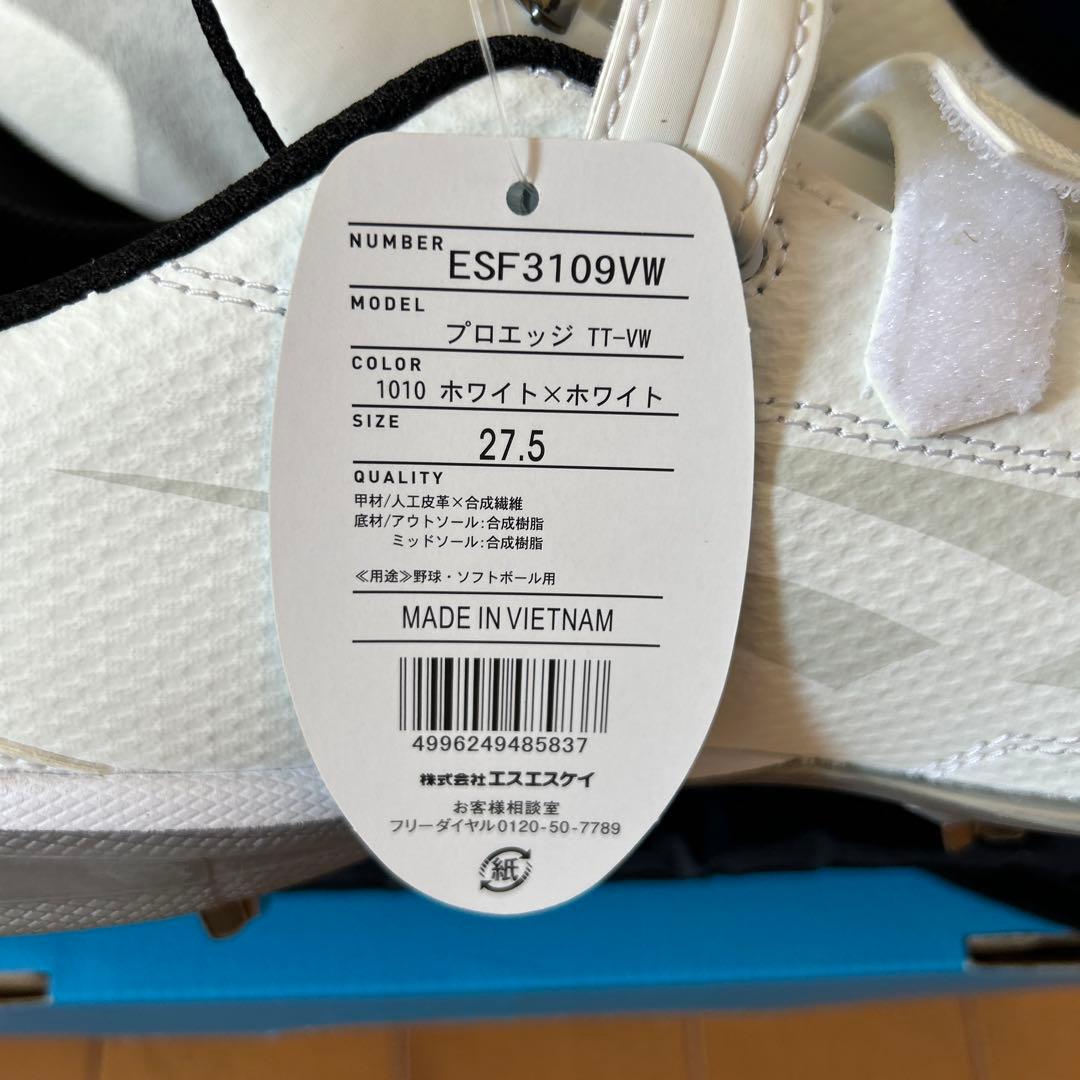 NUMBER
ESF3109VW
MODEL
プロエッジ TT-VW
COLOR
1010 ホワイト×ホワイト
SIZE
27.5
QUALITY
甲材/人工皮革×合成繊維
底材/アウトソール:合成樹脂
ミッドソール:合成樹脂
≪用途≫野球・ソフトボール用
MADE IN VIETNAM
4996249485837
株式会社エスエスケイ
お客様相談室
フリーダイヤル0120-50-7789
紙